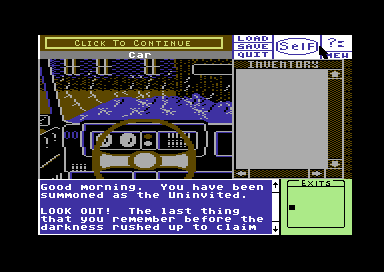 LOAD
SAVE
QUIT
Self
?=
NEW
Click To Continue
Car
INVENTORY
Good Morning. You have been
summoned as the Uninvited.
LOOK OUT! The last thing
that you remember before the
darkness rushed up to claim
EXITS